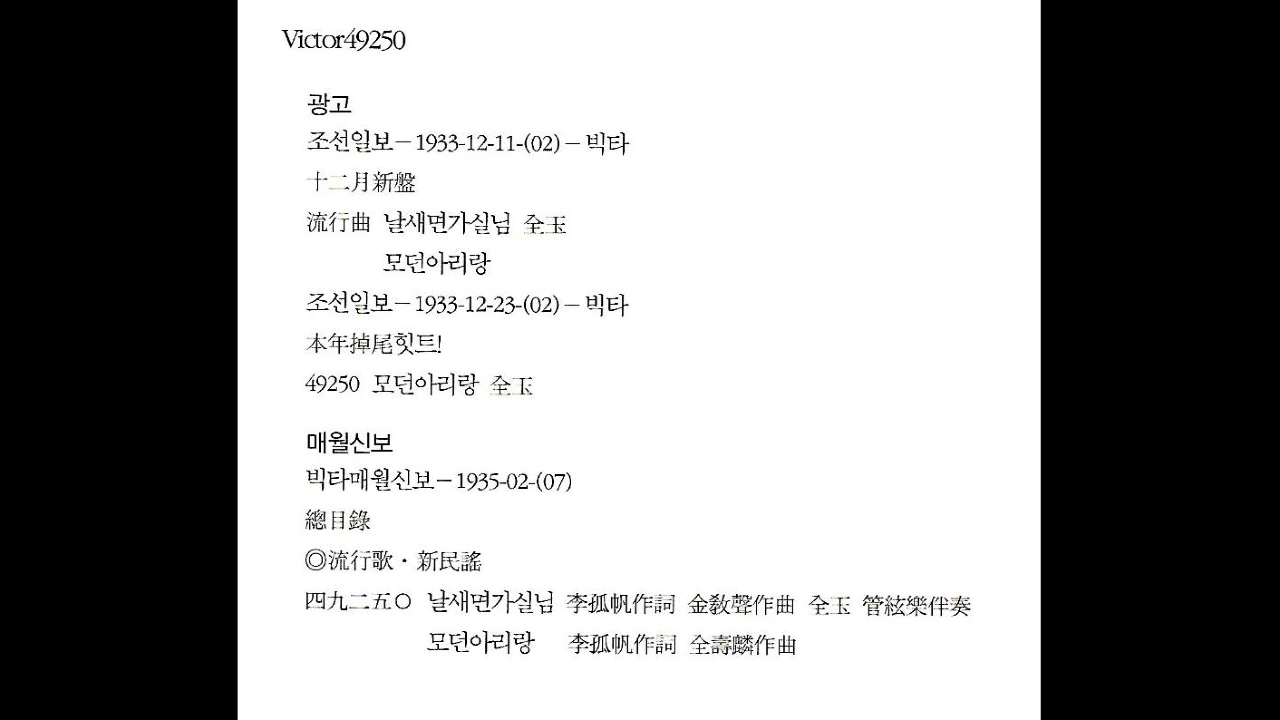 Victor49250
광고
조선일보－1933-12-11-(02)－빅타
十二月新盤
流行曲 날새면가실님 全玉
모던아리랑
조선일보－1933-12-23-(02)－빅타
本年掉尾힛트!
49250 모던아리랑 全玉
매월신보
빅타매월신보－1935-02-(07)
總目錄
◎流行歌·新民謠
四九二五〇 날새면가실님 李孤帆作詞 金敎聲作曲 全玉 管絃樂伴奏
모던아리랑 李孤帆作詞 全壽麟作曲